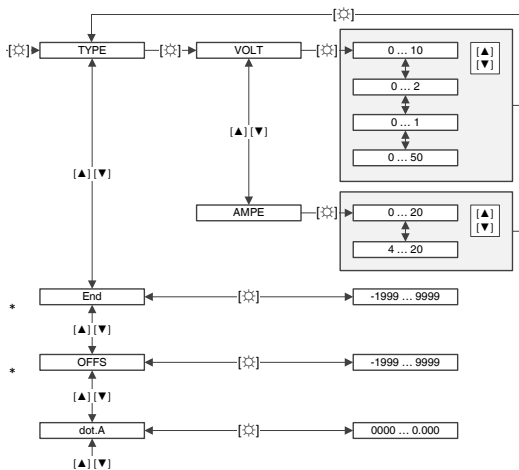 [☼]
[☼] TYPE [☼] VOLT [☼] 0 ... 10 [▲]
[▼]
0 ... 2
0 ... 1
[▲] [▼]
0 ... 50
[▲] [▼]
AMPE [☼] 0 ... 20 [▲]
[▼]
4 ... 20
End [☼] -1999 ... 9999
*
[▲] [▼]
OFFS [☼] -1999 ... 9999
*
[▲] [▼]
dot.A [☼] 0000 ... 0.000
[▲] [▼]